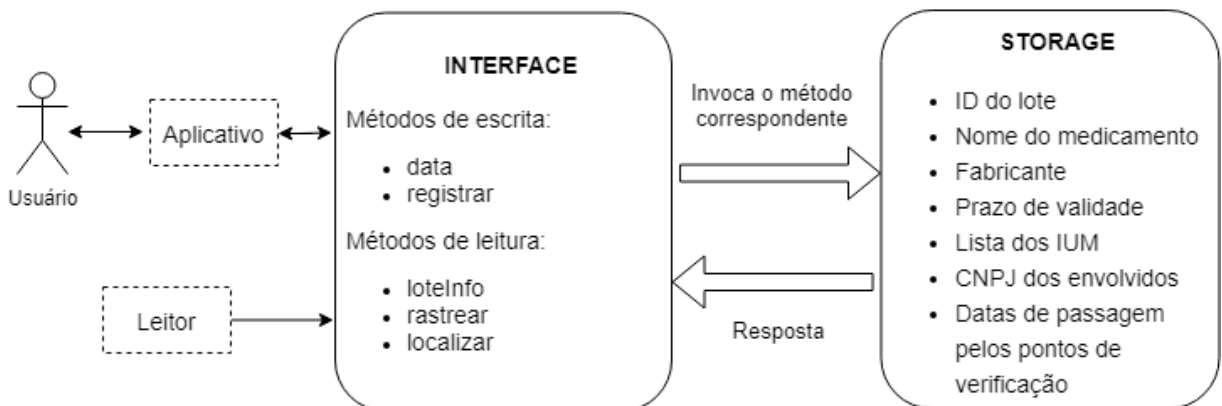 Usuário
Aplicativo
Leitor
INTERFACE
Métodos de escrita:
• data
• registrar
Métodos de leitura:
• loteInfo
• rastrear
• localizar
Invoca o método
correspondente
Resposta
STORAGE
• ID do lote
• Nome do medicamento
• Fabricante
• Prazo de validade
• Lista dos IUM
• CNPJ dos envolvidos
• Datas de passagem
pelos pontos de
verificação